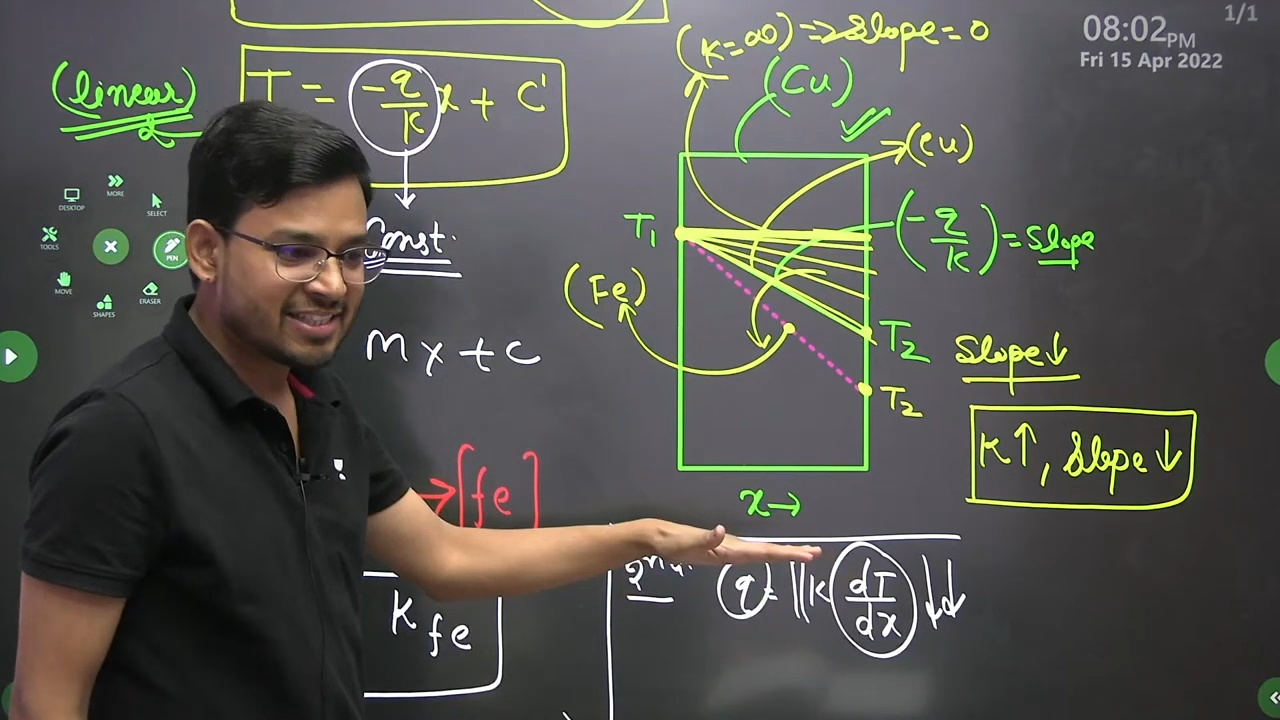 08:02PM
Fri 15 Apr 2022
1/1
(K=∞)⇒Slope=0
(linear)
T = -q/k x + C'
(Cu)
(Cu)
MORE
DESKTOP
SELECT
TOOLS
PEN
MOVE
SHAPES
ERASER
Const.
T1
(-q/k)=Slope
(Fe)
Mx+C
T2
Slope↓
T2
K↑, Slope↓
→[fe]
x→
q= ||K dT/dx ↓↓
Kfe